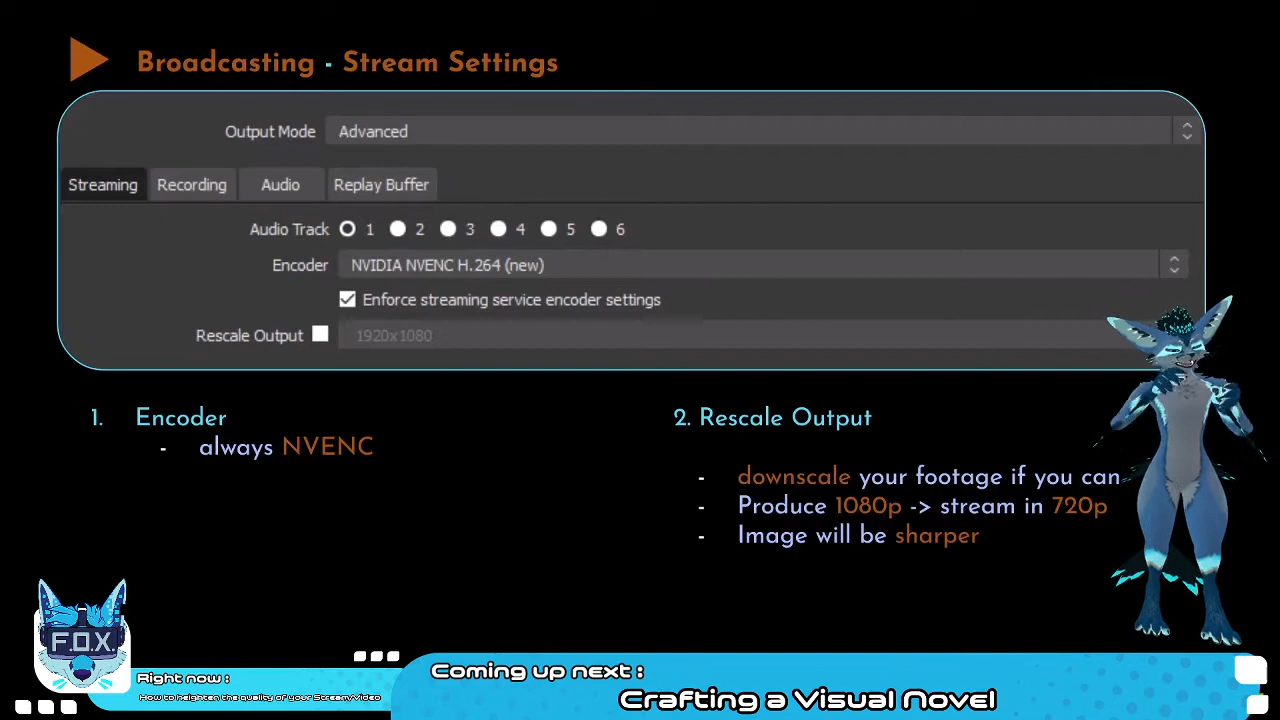 Broadcasting - Stream Settings
Output Mode Advanced
Streaming Recording Audio Replay Buffer
Audio Track 1 2 3 4 5 6
Encoder NVIDIA NVENC H.264 (new)
Enforce streaming service encoder settings
Rescale Output 1920x1080
1. Encoder
- always NVENC
2. Rescale Output
- downscale your footage if you can
- Produce 1080p -> stream in 720p
- Image will be sharper
F.O.X.
Right now :
How to heighten the quality of your Stream/Video
Coming up next :
Crafting a Visual Novel